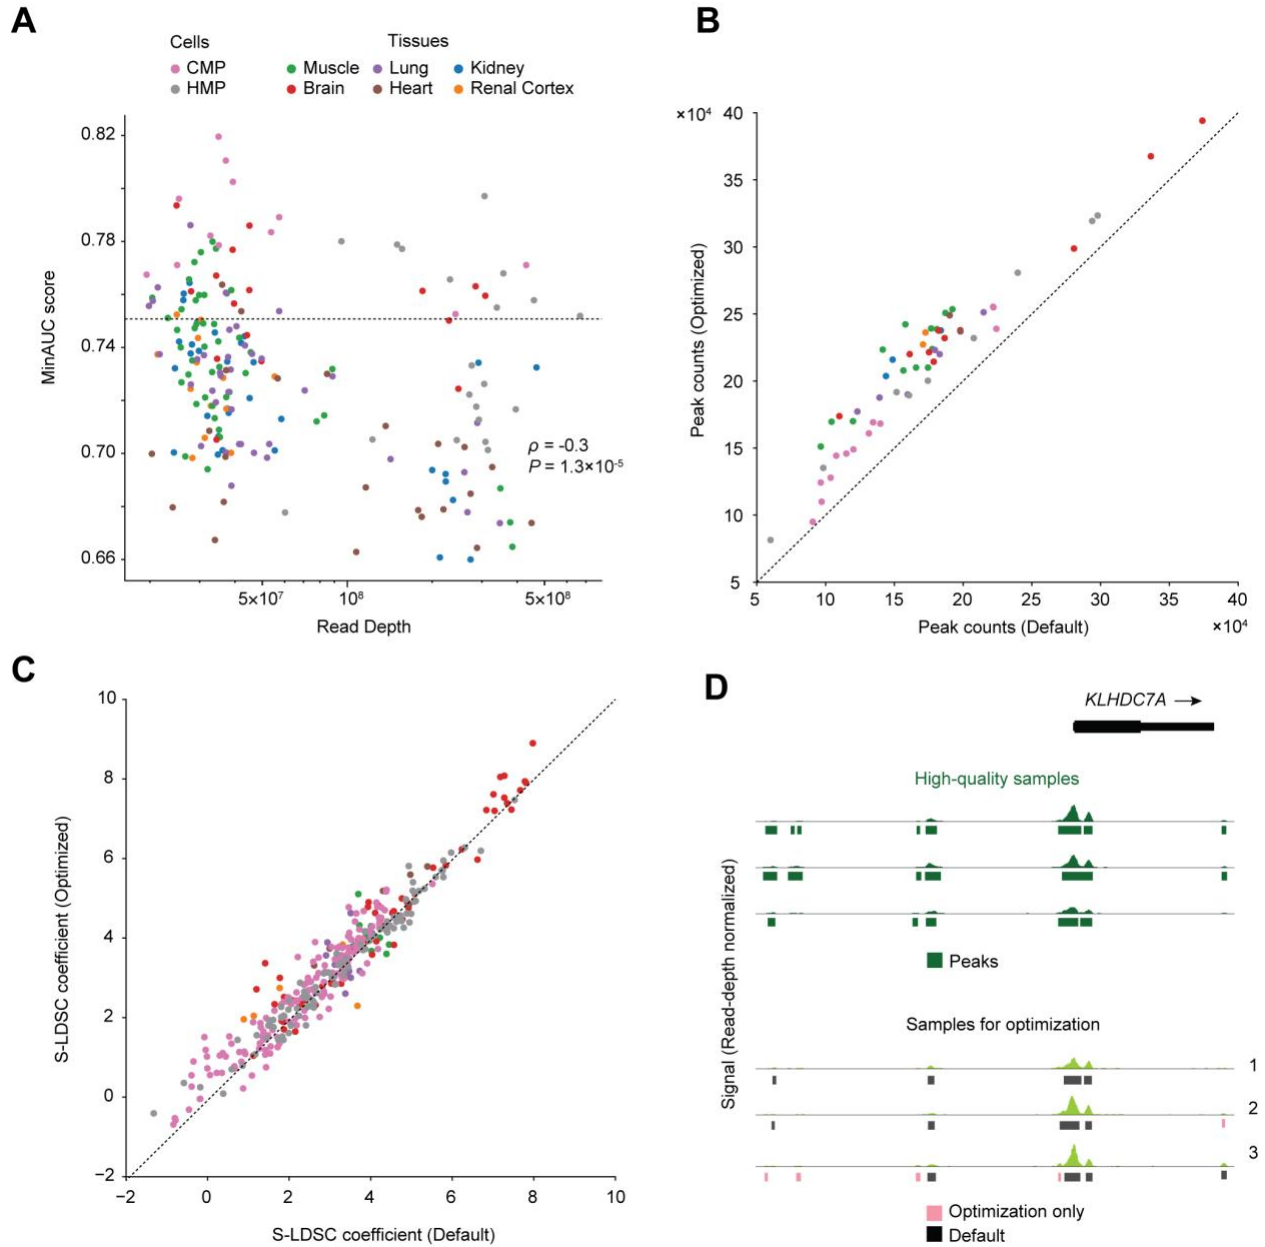 A
Cells Tissues
CMP Muscle Lung Kidney
HMP Brain Heart Renal Cortex
MinAUC score
0.82
0.78
0.74
0.70
0.66
ρ = -0.3
P = 1.3×10⁻⁵
5×10⁷ 10⁸ 5×10⁸
Read Depth
B
×10⁴ 40
35
30
25
20
15
10
5
Peak counts (Optimized)
5 10 15 20 25 30 35 40
Peak counts (Default) ×10⁴
C
10
8
6
4
2
0
−2
S-LDSC coefficient (Optimized)
−2 0 2 4 6 8 10
S-LDSC coefficient (Default)
D
KLHDC7A
High-quality samples
Peaks
Signal (Read-depth normalized)
Samples for optimization
1
2
3
Optimization only
Default